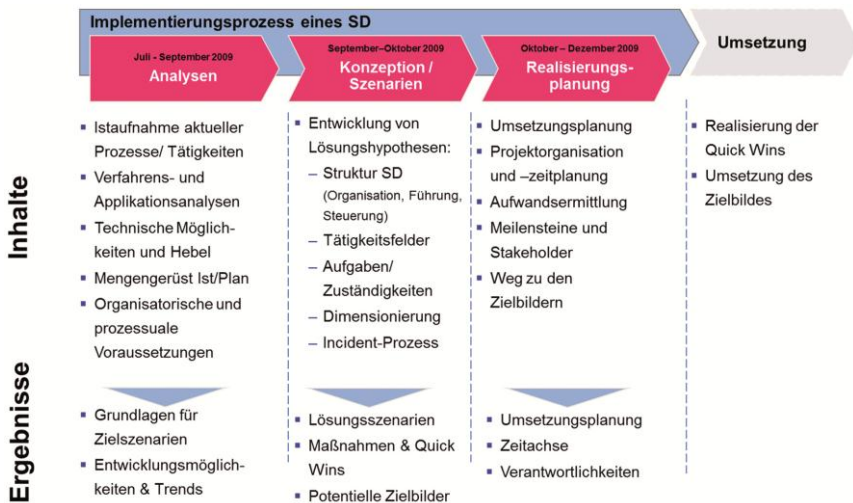 Implementierungsprozess eines SD
Juli - September 2009
Analysen
September–Oktober 2009
Konzeption /
Szenarien
Oktober – Dezember 2009
Realisierungs-
planung
Umsetzung
Inhalte
▪ Istaufnahme aktueller
Prozesse/ Tätigkeiten
▪ Verfahrens- und
Applikationsanalysen
▪ Technische Möglich-
keiten und Hebel
▪ Mengengerüst Ist/Plan
▪ Organisatorische und
prozessuale
Voraussetzungen
▪ Entwicklung von
Lösungshypothesen:
– Struktur SD
(Organisation, Führung,
Steuerung)
– Tätigkeitsfelder
– Aufgaben/
Zuständigkeiten
– Dimensionierung
– Incident-Prozess
▪ Umsetzungsplanung
▪ Projektorganisation
und –zeitplanung
▪ Aufwandsermittlung
▪ Meilensteine und
Stakeholder
▪ Weg zu den
Zielbildern
▪ Realisierung der
Quick Wins
▪ Umsetzung des
Zielbildes
Ergebnisse
▪ Grundlagen für
Zielszenarien
▪ Entwicklungsmöglich-
keiten & Trends
▪ Lösungsszenarien
▪ Maßnahmen & Quick
Wins
▪ Potentielle Zielbilder
▪ Umsetzungsplanung
▪ Zeitachse
▪ Verantwortlichkeiten